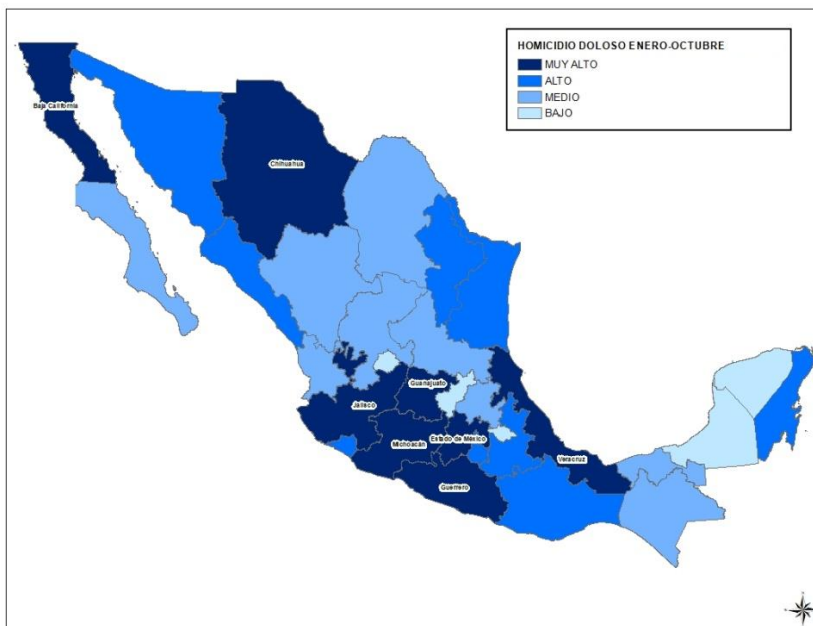 HOMICIDIO DOLOSO ENERO-OCTUBRE
MUY ALTO
ALTO
MEDIO
BAJO
Baja California
Chihuahua
Guanajuato
Jalisco
Michoacán
Estado de México
Veracruz
Guerrero